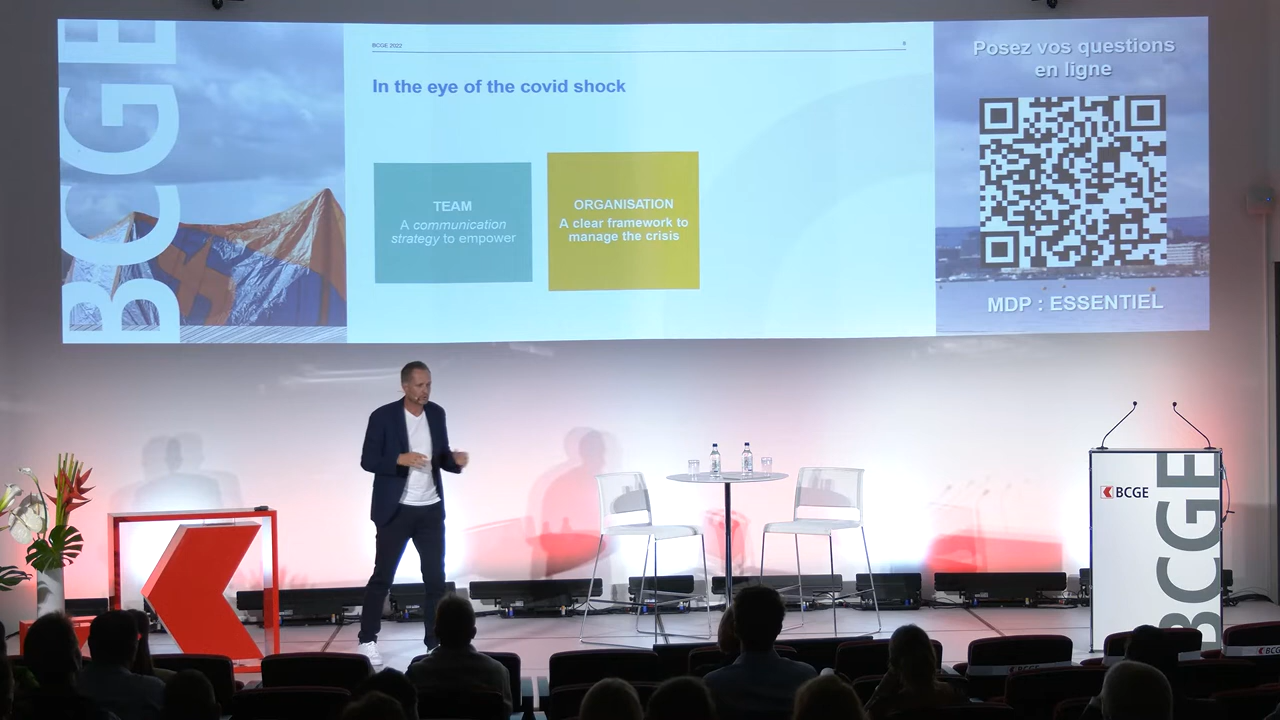 BCGE
BCGE 2022
8
In the eye of the covid shock
TEAM
A communication
strategy to empower
ORGANISATION
A clear framework to
manage the crisis
Posez vos questions
en ligne
MDP : ESSENTIEL
BCGE
BCGE